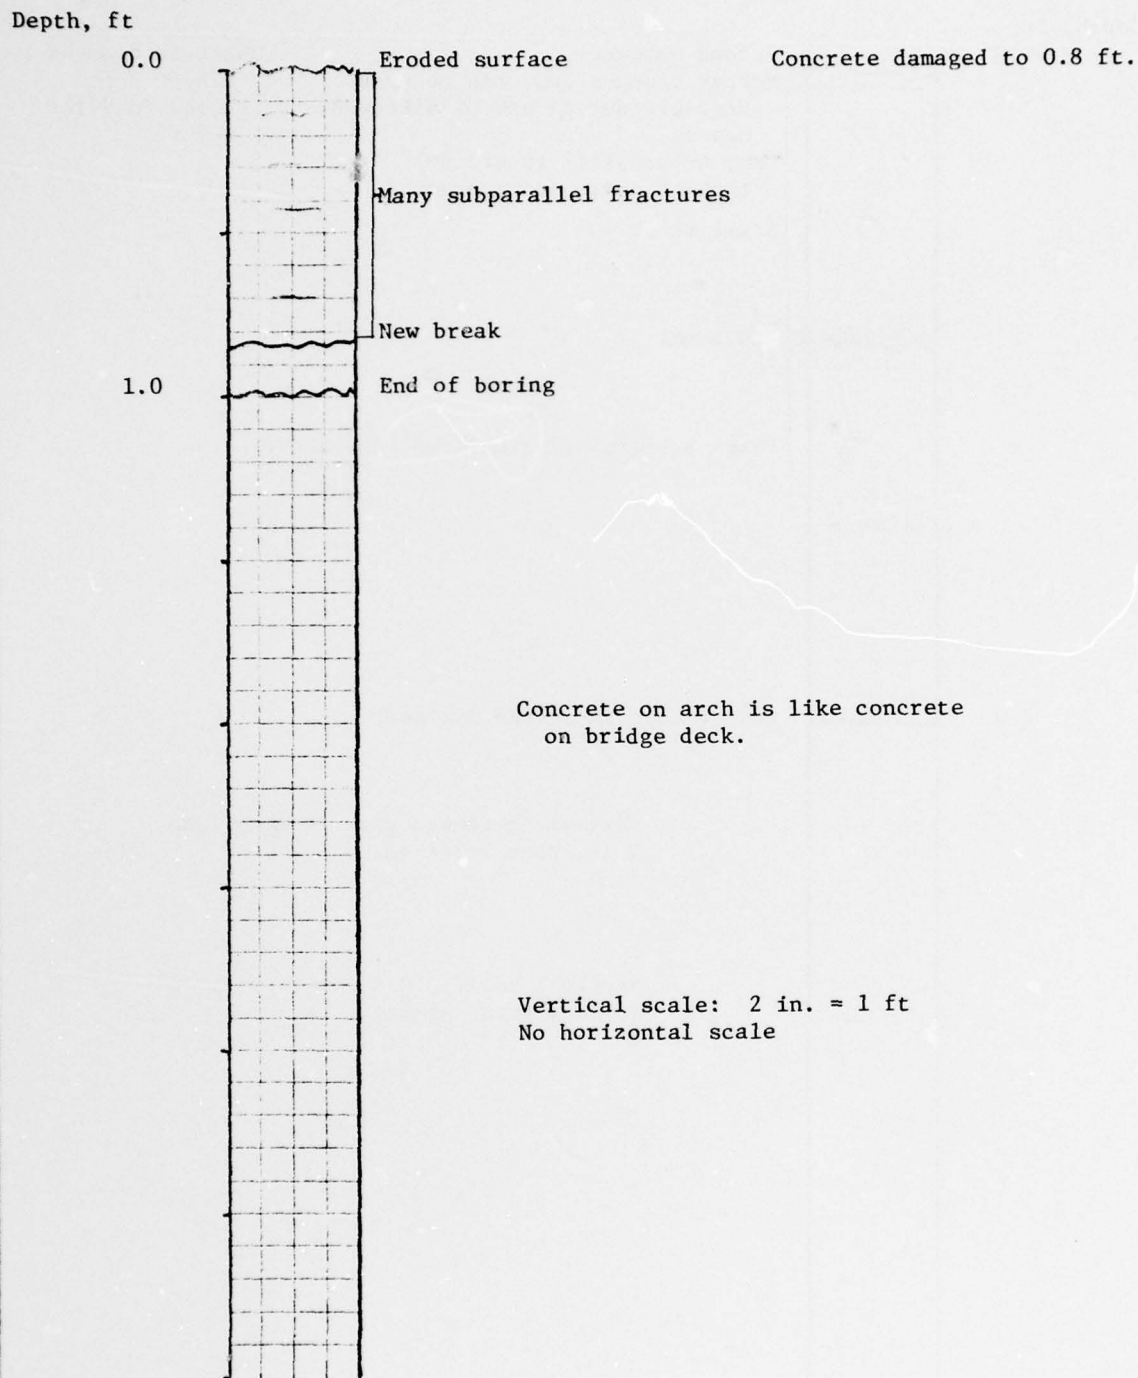 Depth, ft
0.0 Eroded surface Concrete damaged to 0.8 ft.
Many subparallel fractures
New break
1.0 End of boring
Concrete on arch is like concrete
on bridge deck.
Vertical scale: 2 in. = 1 ft
No horizontal scale